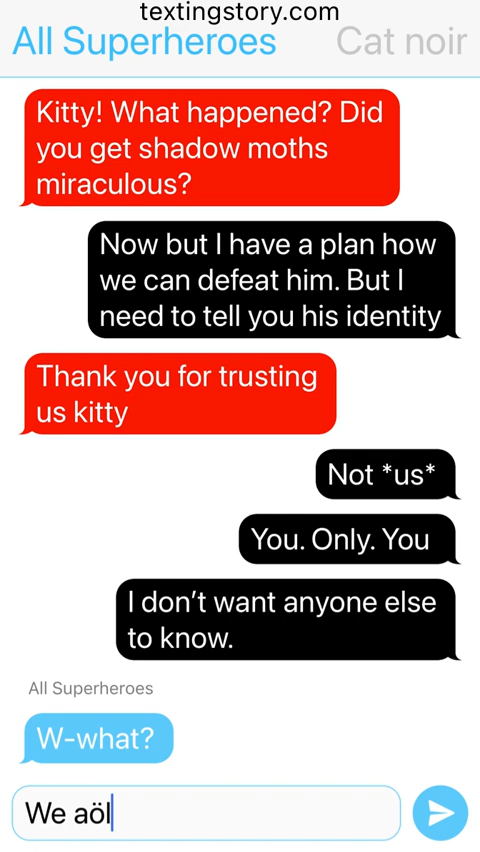 textingstory.com
All Superheroes Cat noir
Kitty! What happened? Did
you get shadow moths
miraculous?
Now but I have a plan how
we can defeat him. But I
need to tell you his identity
Thank you for trusting
us kitty
Not *us*
You. Only. You
I don’t want anyone else
to know.
All Superheroes
W-what?
We aöl